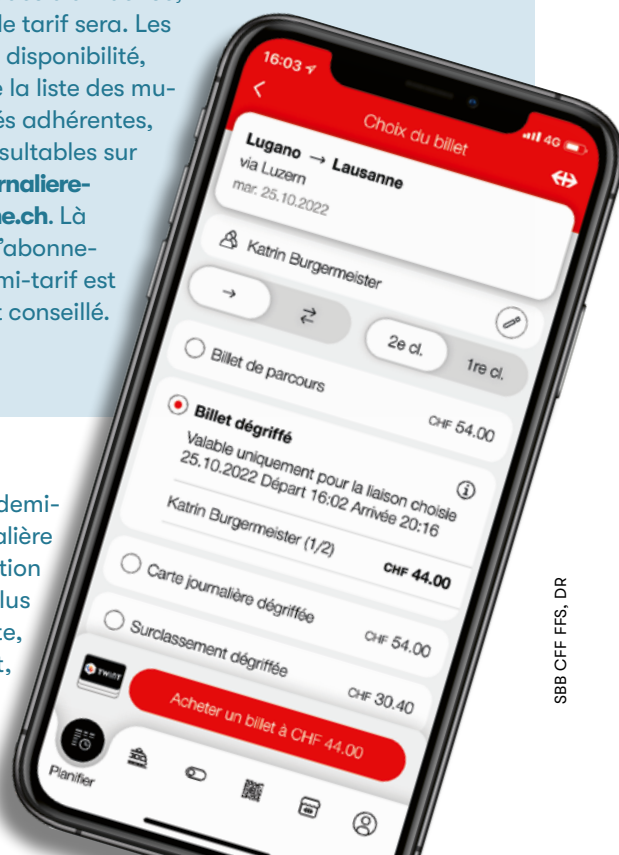 de tarif sera. Les
disponibilité,
la liste des mu-
és adhérentes,
sultables sur
rnaliere-
ne.ch. Là
'abonne-
mi-tarif est
t conseillé.
demi-
alière
tion
lus
te,
t,
16:03
4G
Choix du billet
Lugano → Lausanne
via Luzern
mar. 25.10.2022
Katrin Burgermeister
→ ⇄ 2e cl. 1re cl.
Billet de parcours CHF 54.00
Billet dégriffé
Valable uniquement pour la liaison choisie
25.10.2022 Départ 16:02 Arrivée 20:16
Katrin Burgermeister (1/2) CHF 44.00
Carte journalière dégriffée CHF 54.00
Surclassement dégriffée CHF 30.40
TWINT
Acheter un billet à CHF 44.00
Planifier
SBB CFF FFS, DR